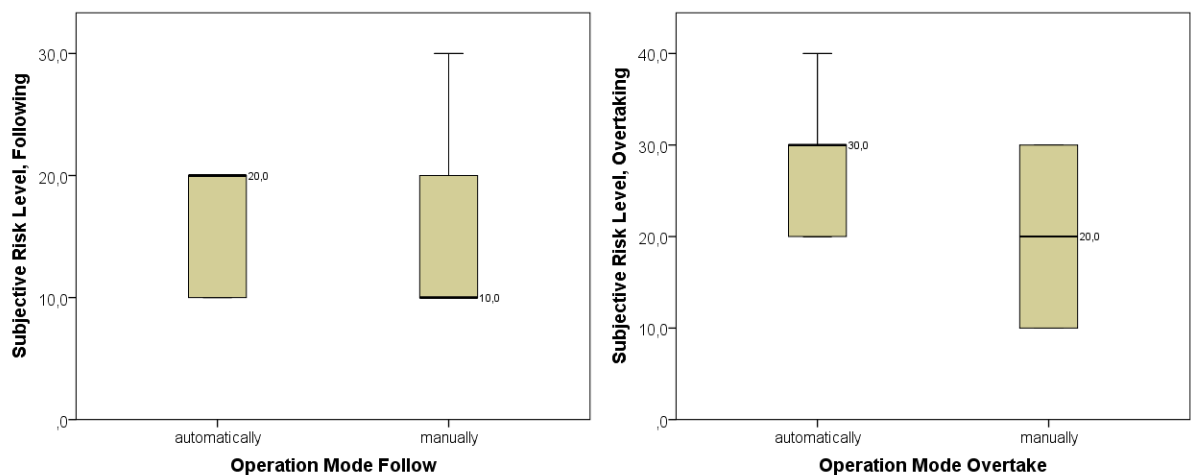 Subjective Risk Level, Following
30,0
20,0
10,0
,0
20,0
10,0
automatically
manually
Operation Mode Follow
Subjective Risk Level, Overtaking
40,0
30,0
20,0
10,0
,0
30,0
20,0
automatically
manually
Operation Mode Overtake